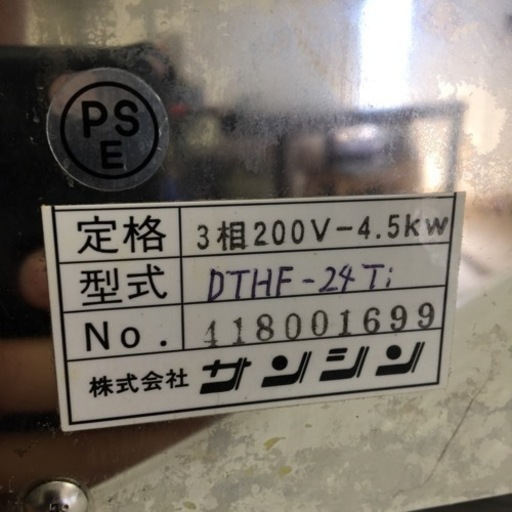 PS
E
定格 3相200V-4.5kw
型式 DTHF-24Ti
No. 418001699
株式会社 サンシン